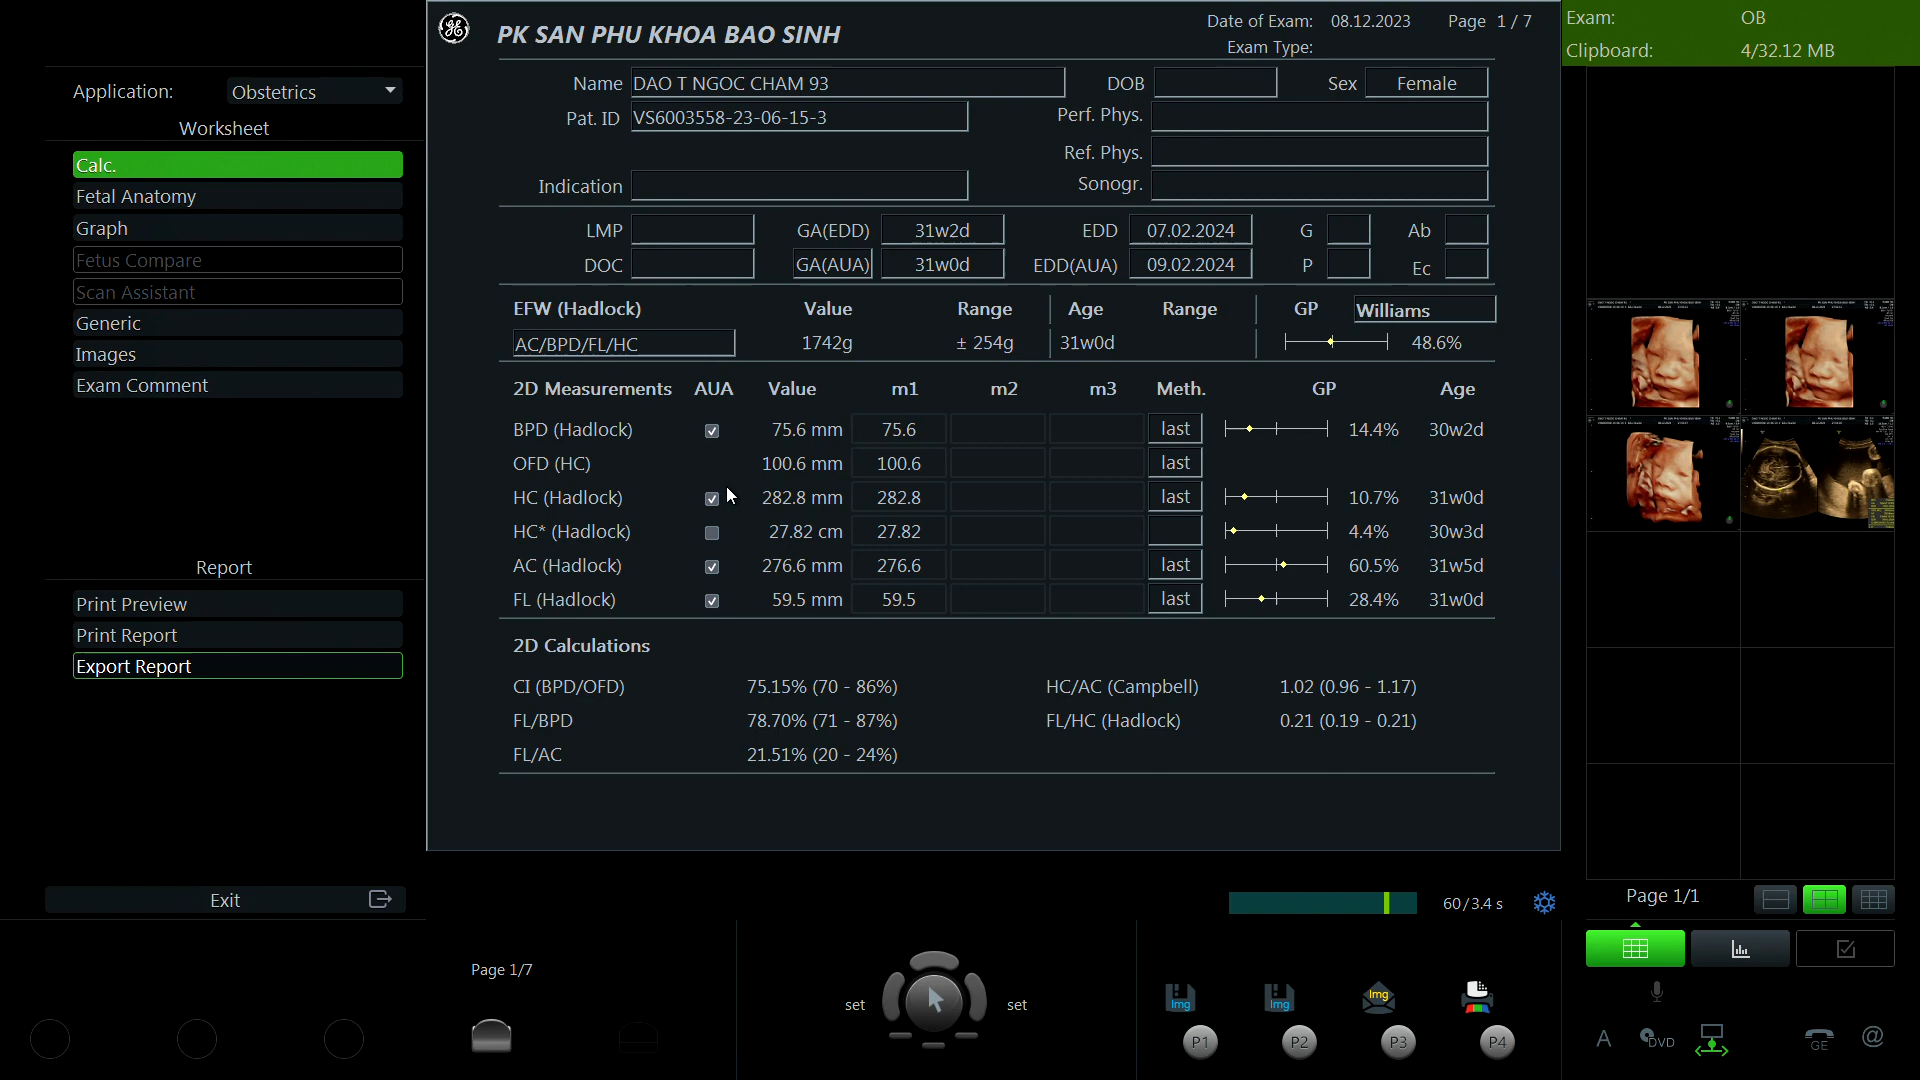 PK SAN PHU KHOA BAO SINH
Date of Exam: 08.12.2023 Page 1 / 7
Exam Type:
Exam: OB
Clipboard: 4/32.12 MB
Application: Obstetrics
Worksheet
Calc.
Fetal Anatomy
Graph
Fetus Compare
Scan Assistant
Generic
Images
Exam Comment
Report
Print Preview
Print Report
Export Report
Exit
Name DAO T NGOC CHAM 93 DOB Sex Female
Pat. ID VS6003558-23-06-15-3 Perf. Phys.
Ref. Phys.
Indication Sonogr.
LMP GA(EDD) 31w2d EDD 07.02.2024 G Ab
DOC GA(AUA) 31w0d EDD(AUA) 09.02.2024 P Ec
EFW (Hadlock) Value Range Age Range GP Williams
AC/BPD/FL/HC 1742g ± 254g 31w0d 48.6%
2D Measurements AUA Value m1 m2 m3 Meth. GP Age
BPD (Hadlock) 75.6 mm 75.6 last 14.4% 30w2d
OFD (HC) 100.6 mm 100.6 last
HC (Hadlock) 282.8 mm 282.8 last 10.7% 31w0d
HC* (Hadlock) 27.82 cm 27.82 4.4% 30w3d
AC (Hadlock) 276.6 mm 276.6 last 60.5% 31w5d
FL (Hadlock) 59.5 mm 59.5 last 28.4% 31w0d
2D Calculations
CI (BPD/OFD) 75.15% (70 - 86%) HC/AC (Campbell) 1.02 (0.96 - 1.17)
FL/BPD 78.70% (71 - 87%) FL/HC (Hadlock) 0.21 (0.19 - 0.21)
FL/AC 21.51% (20 - 24%)
60/3.4 s
Page 1/1
Page 1/7
set set
Img Img Img
P1 P2 P3 P4
A DVD GE @